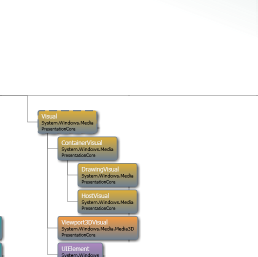 Visual
System.Windows.Media
PresentationCore
ContainerVisual
System.Windows.Media
PresentationCore
DrawingVisual
System.Windows.Media
PresentationCore
HostVisual
System.Windows.Media
PresentationCore
Viewport3DVisual
System.Windows.Media.Media3D
PresentationCore
UIElement
System.Windows